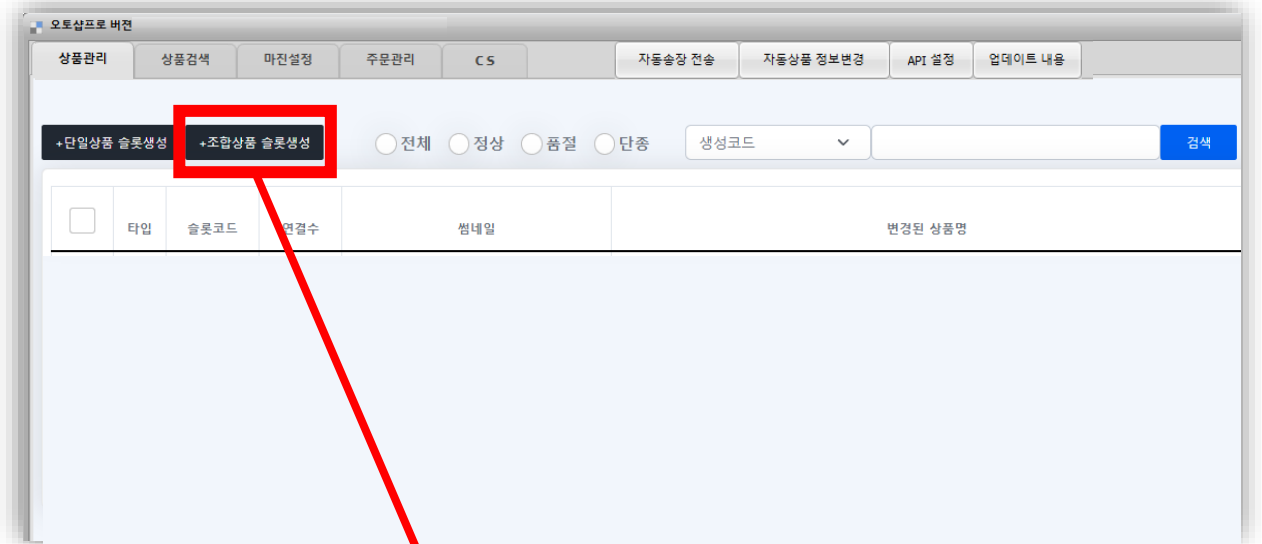 오토샵프로 버젼
상품관리 상품검색 마진설정 주문관리 CS 자동송장 전송 자동상품 정보변경 API 설정 업데이트 내용
+단일상품 슬롯생성 +조합상품 슬롯생성 전체 정상 품절 단종 생성코드 검색
타입 슬롯코드 연결수 썸네일 변경된 상품명